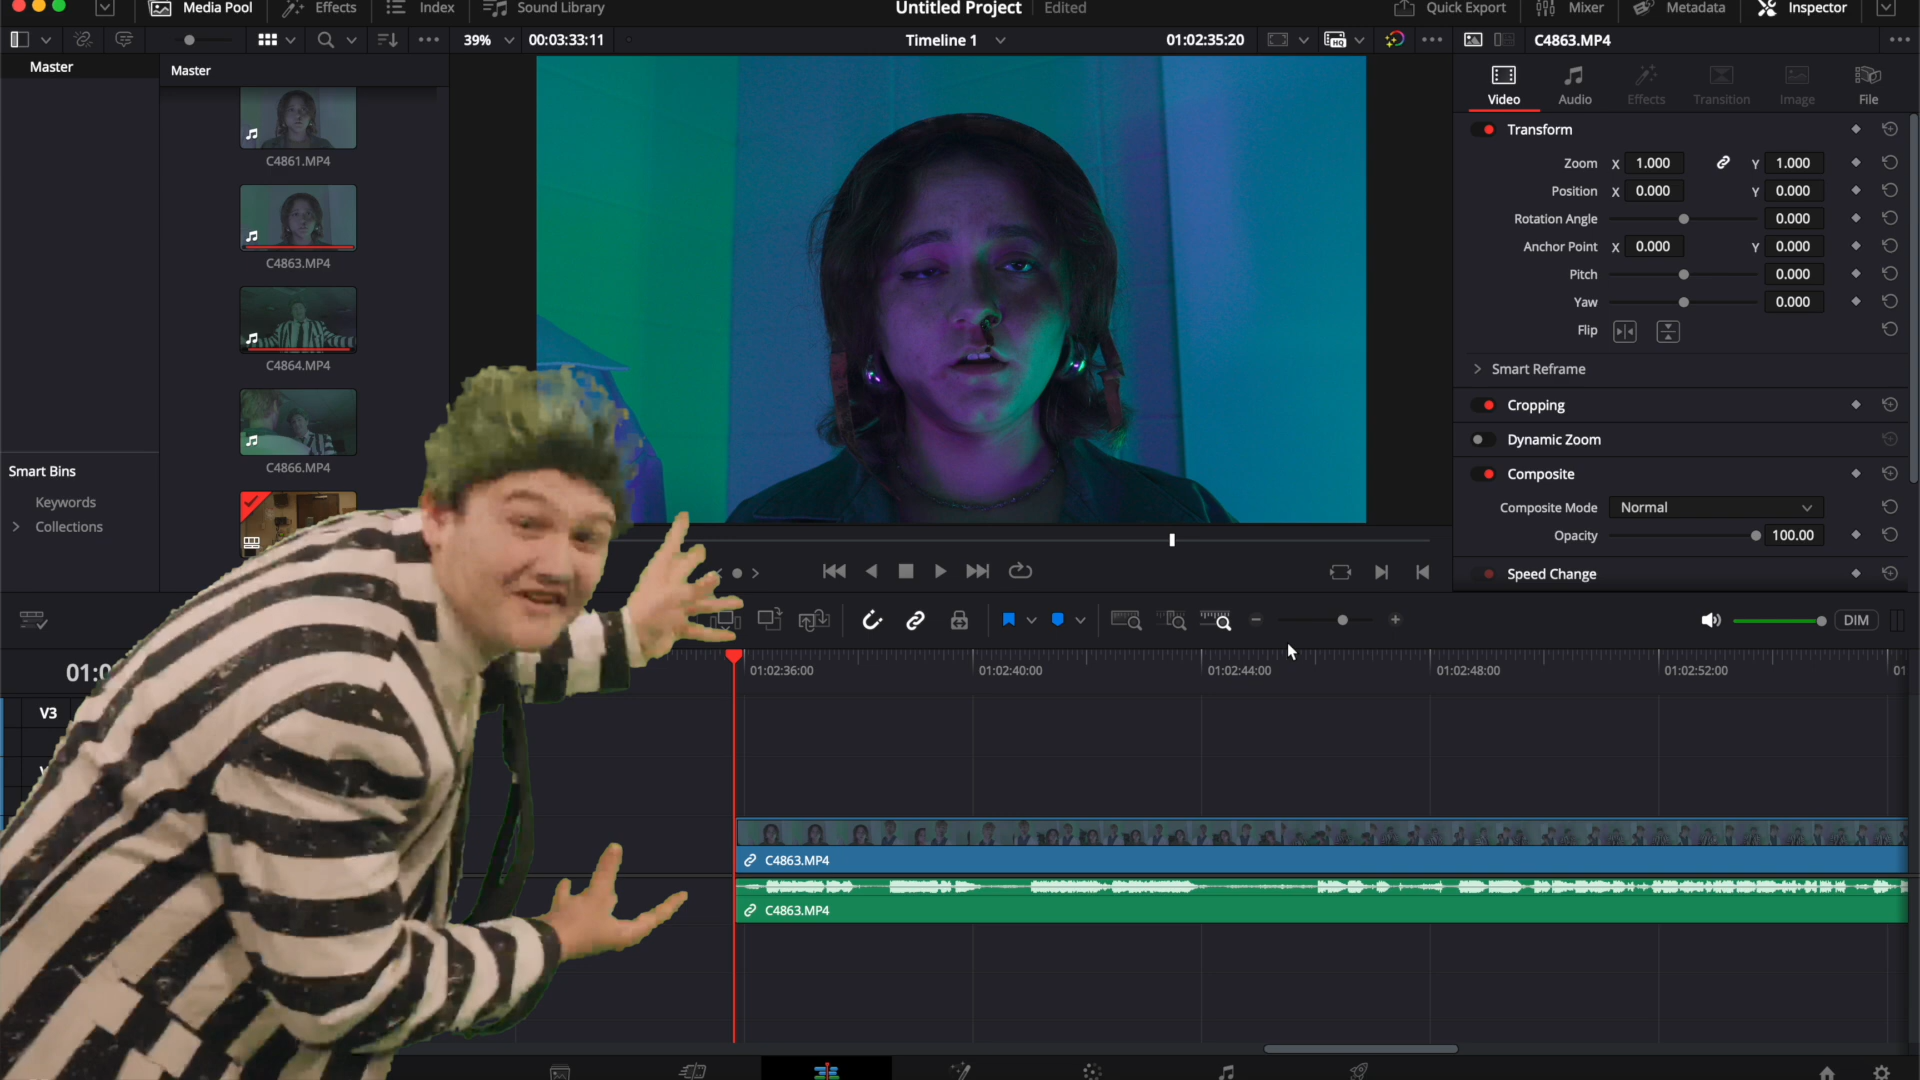 Media Pool
Effects
Index
Sound Library
Untitled Project
Edited
Quick Export
Mixer
Metadata
Inspector
39%
00:03:33:11
Timeline 1
01:02:35:20
C4863.MP4
Master
Master
C4861.MP4
C4863.MP4
C4864.MP4
C4866.MP4
Smart Bins
Keywords
Collections
Video
Audio
Effects
Transition
Image
File
Transform
Zoom X 1.000 Y 1.000
Position X 0.000 Y 0.000
Rotation Angle 0.000
Anchor Point X 0.000 Y 0.000
Pitch 0.000
Yaw 0.000
Flip
Smart Reframe
Cropping
Dynamic Zoom
Composite
Composite Mode Normal
Opacity 100.00
Speed Change
DIM
01:0
01:02:36:00
01:02:40:00
01:02:44:00
01:02:48:00
01:02:52:00
01
V3
C4863.MP4
C4863.MP4